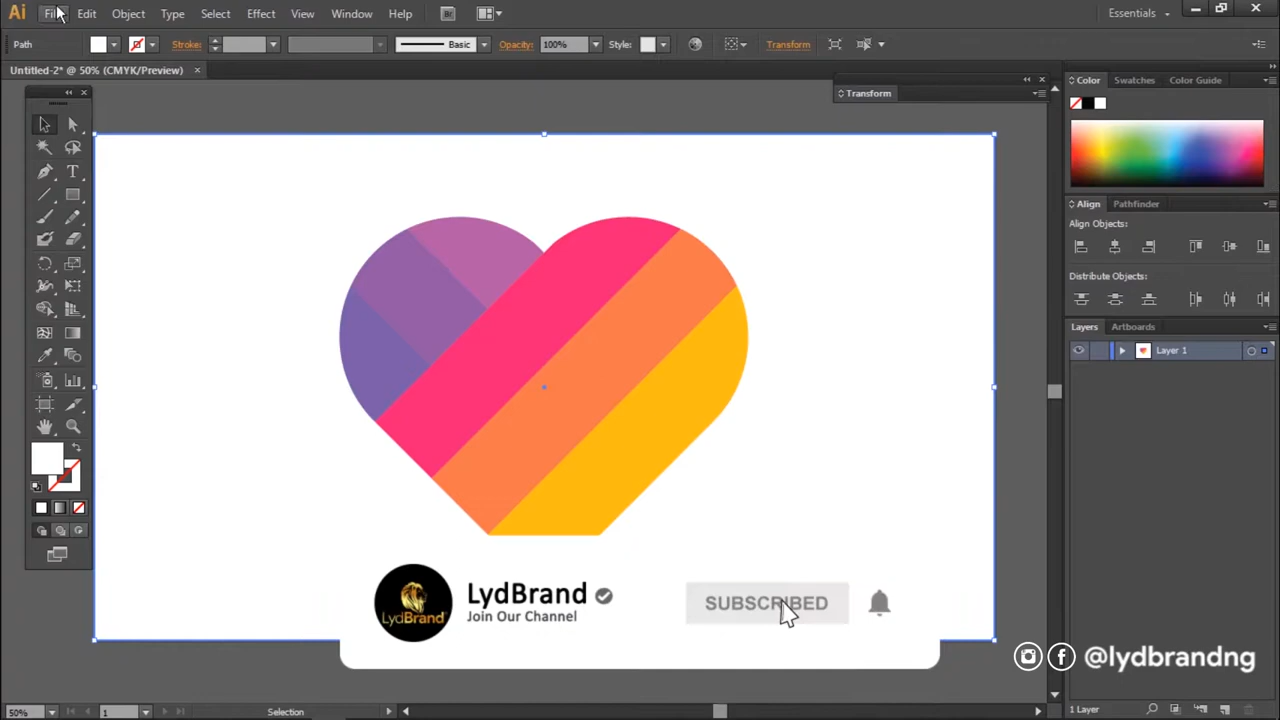 Ai File Edit Object Type Select Effect View Window Help Br Essentials
Path Stroke: Basic Opacity: 100% Style: Transform
Untitled-2* @ 50% (CMYK/Preview) ×
Transform
Color Swatches Color Guide
Align Pathfinder
Align Objects:
Distribute Objects:
Layers Artboards
Layer 1
LydBrand
LydBrand
Join Our Channel
SUBSCRIBED
@lydbrandng
50% 1 Selection 1 Layer